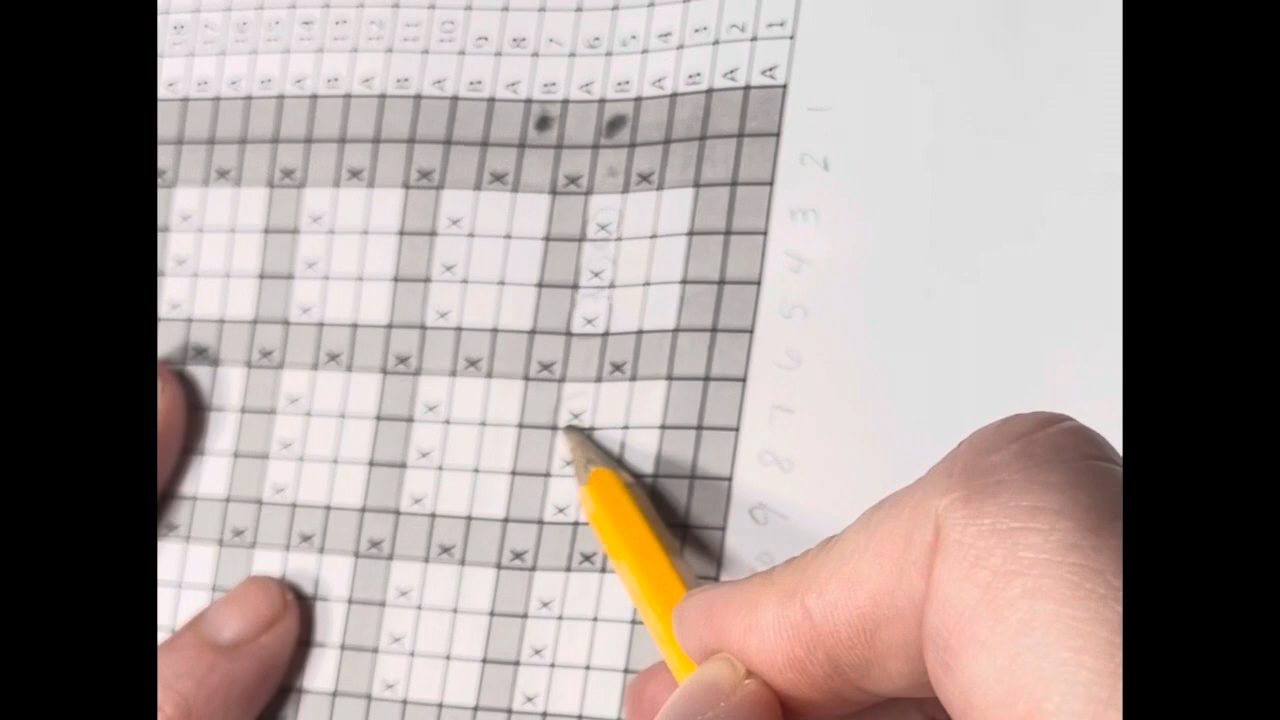 18 17 16 15 14 13 12 11 10 9 8 7 6 5 4 3 2 1
A B A B A B A B A B A B A B A B A A
1
X X X X X X X X 2
X X X X 3
X X X X 4
X X X X 5
X X X X X X X 6
X X X 7
X X X 8
X X X 9
X X X X X X X
X X
X X
X X